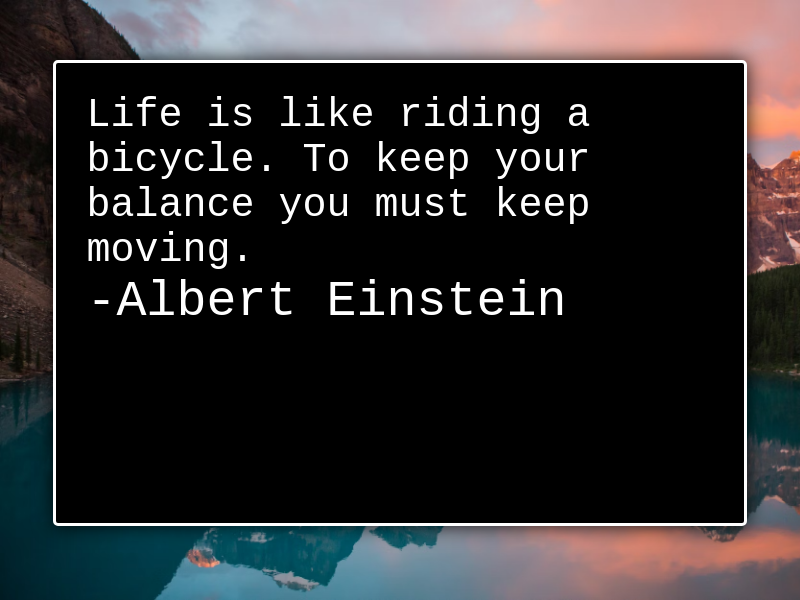 Life is like riding a
bicycle. To keep your
balance you must keep
moving.
-Albert Einstein